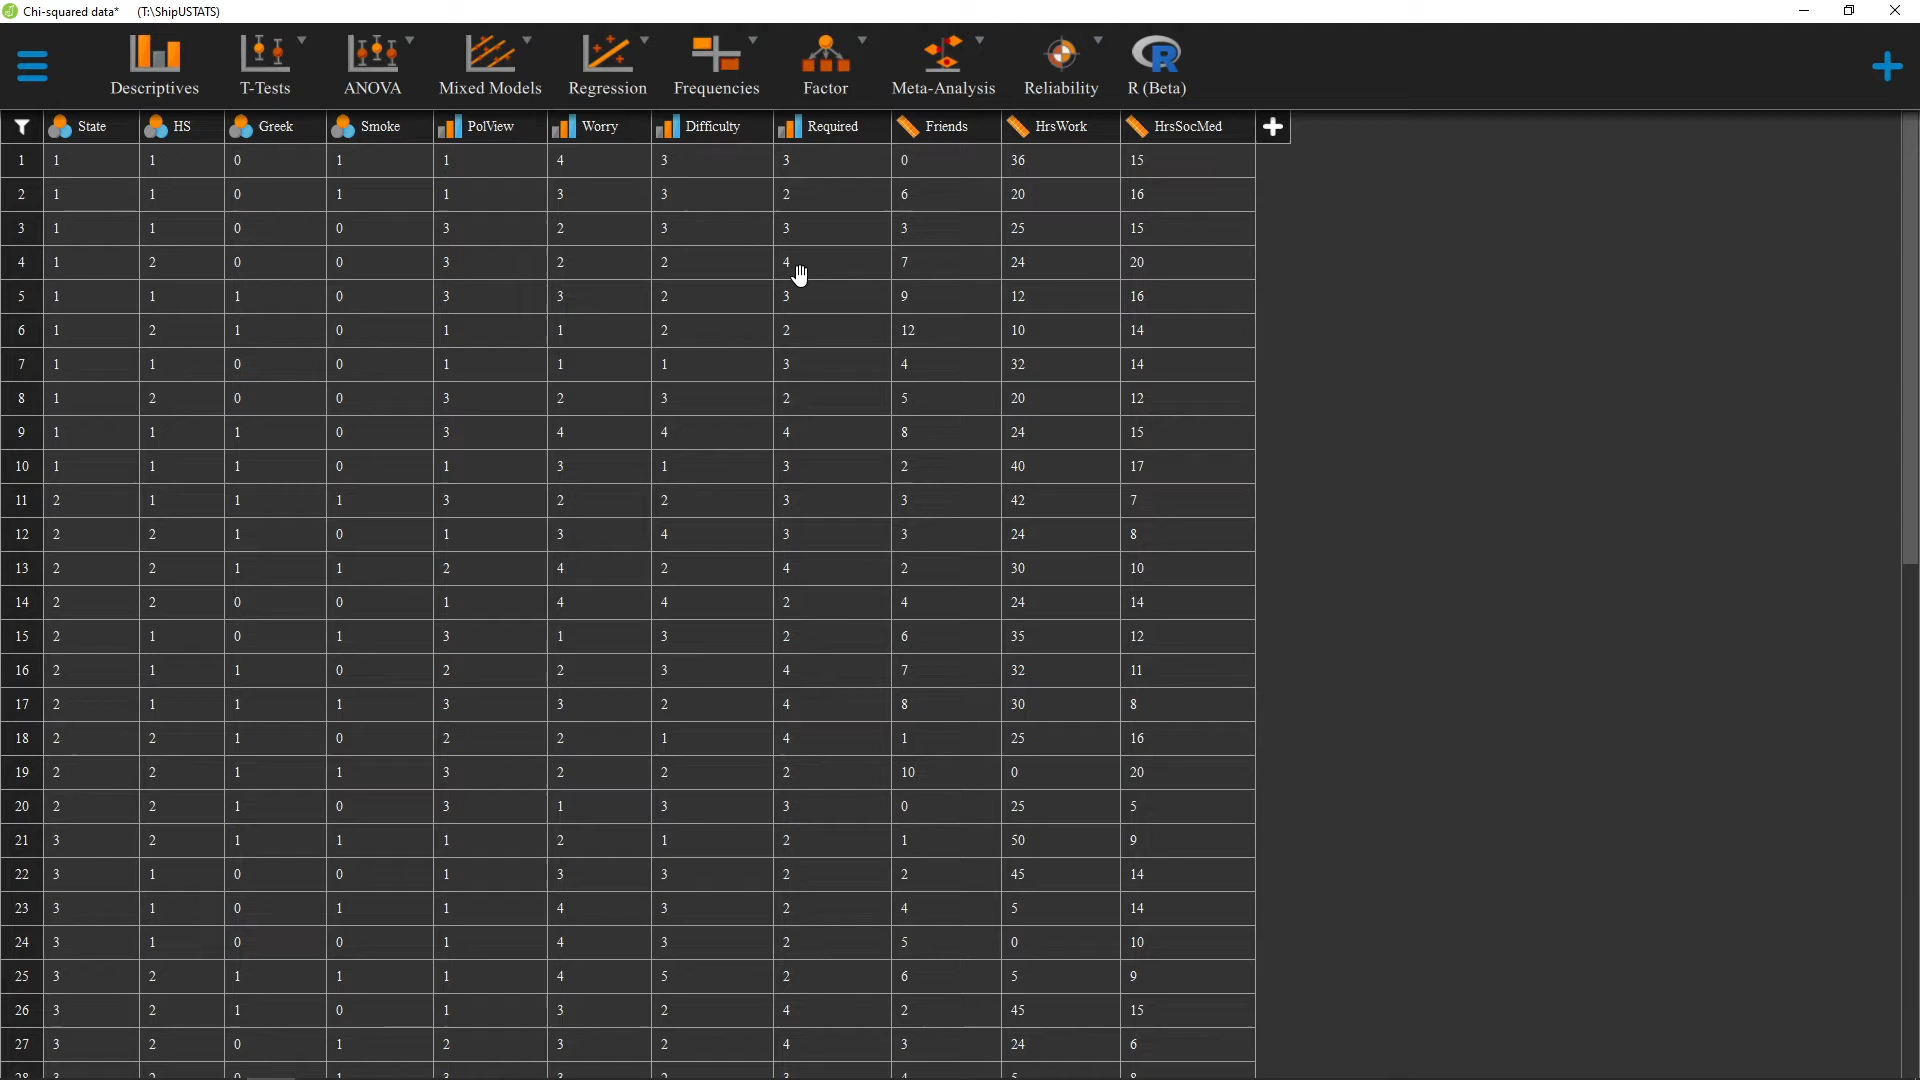 Chi-squared data* (T:\ShipUSTATS)
Descriptives T-Tests ANOVA Mixed Models Regression Frequencies Factor Meta-Analysis Reliability R (Beta)
State HS Greek Smoke PolView Worry Difficulty Required Friends HrsWork HrsSocMed
1 1 1 0 1 1 4 3 3 0 36 15
2 1 1 0 1 1 3 3 2 6 20 16
3 1 1 0 0 3 2 3 3 3 25 15
4 1 2 0 0 3 2 2 4 7 24 20
5 1 1 1 0 3 3 2 3 9 12 16
6 1 2 1 0 1 1 2 2 12 10 14
7 1 1 0 0 1 1 1 3 4 32 14
8 1 2 0 0 3 2 3 2 5 20 12
9 1 1 1 0 3 4 4 4 8 24 15
10 1 1 1 0 1 3 1 3 2 40 17
11 2 1 1 1 3 2 2 3 3 42 7
12 2 2 1 0 1 3 4 3 3 24 8
13 2 2 1 1 2 4 2 4 2 30 10
14 2 2 0 0 1 4 4 2 4 24 14
15 2 1 0 1 3 1 3 2 6 35 12
16 2 1 1 0 2 2 3 4 7 32 11
17 2 1 1 1 3 3 2 4 8 30 8
18 2 2 1 0 2 2 1 4 1 25 16
19 2 2 1 1 3 2 2 2 10 0 20
20 2 2 1 0 3 1 3 3 0 25 5
21 3 2 1 1 1 2 1 2 1 50 9
22 3 1 0 0 1 3 3 2 2 45 14
23 3 1 0 1 1 4 3 2 4 5 14
24 3 1 0 0 1 4 3 2 5 0 10
25 3 2 1 1 1 4 5 2 6 5 9
26 3 2 1 0 1 3 2 4 2 45 15
27 3 2 0 1 2 3 2 4 3 24 6